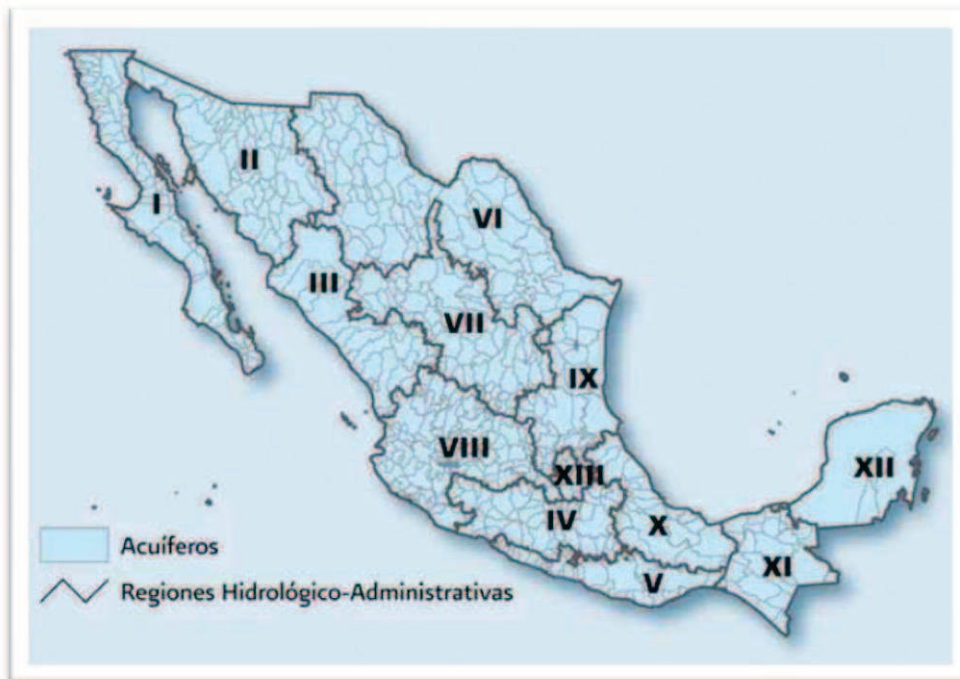 II
I
VI
III
VII
IX
VIII
XIII
XII
IV
X
XI
V
Acuíferos
Regiones Hidrológico-Administrativas